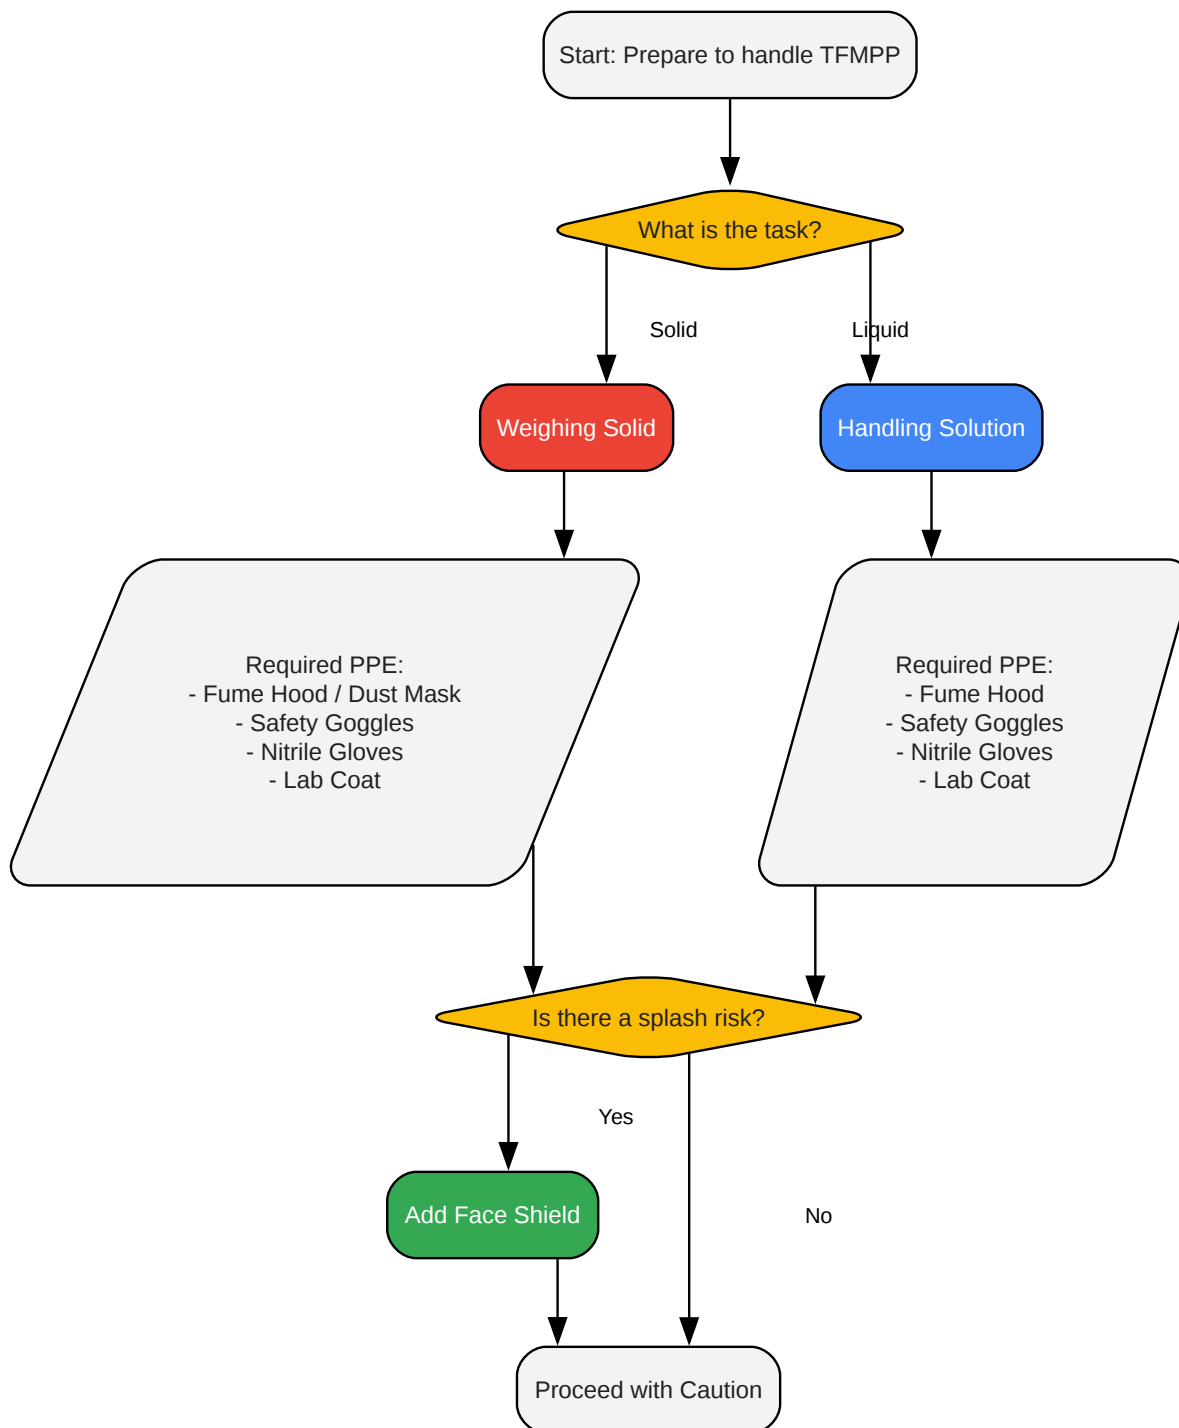 Start: Prepare to handle TFMPP
What is the task?
Solid
Liquid
Weighing Solid
Handling Solution
Required PPE:
- Fume Hood / Dust Mask
- Safety Goggles
- Nitrile Gloves
- Lab Coat
Required PPE:
- Fume Hood
- Safety Goggles
- Nitrile Gloves
- Lab Coat
Is there a splash risk?
Yes
Add Face Shield
No
Proceed with Caution